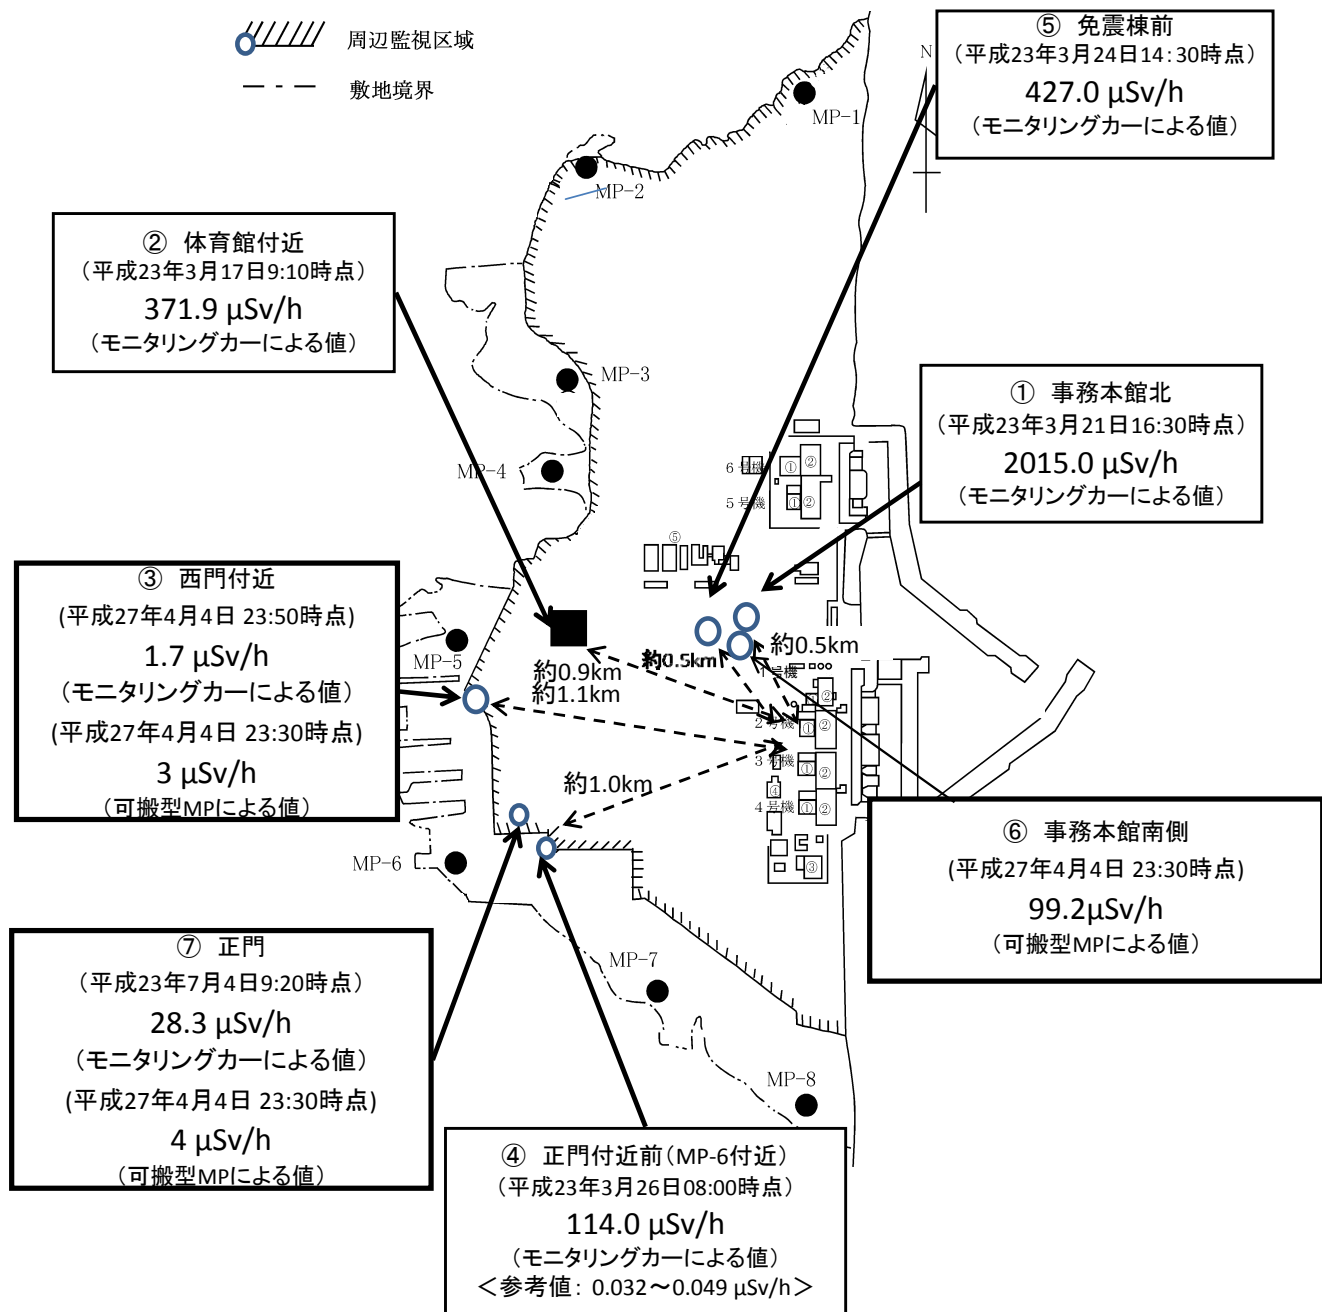 周辺監視区域
敷地境界
⑤ 免震棟前
（平成23年3月24日14：30時点）
427.0 µSv/h
（モニタリングカーによる値）
N
MP-1
MP-2
② 体育館付近
（平成23年3月17日9:10時点）
371.9 µSv/h
（モニタリングカーによる値）
MP-3
MP-4
① 事務本館北
（平成23年3月21日16:30時点）
2015.0 µSv/h
（モニタリングカーによる値）
6号機
① ②
5号機
① ②
⑤
③ 西門付近
(平成27年4月4日 23:50時点)
1.7 µSv/h
（モニタリングカーによる値）
(平成27年4月4日 23:30時点)
3 µSv/h
（可搬型MPによる値）
MP-5
約0.9km
約1.1km
約0.5km
約0.5km
1号機
②
2号機
① ②
3号機
① ②
④
4号機
① ②
③
約1.0km
MP-6
⑥ 事務本館南側
(平成27年4月4日 23:30時点)
99.2µSv/h
（可搬型MPによる値）
⑦ 正門
（平成23年7月4日9:20時点）
28.3 µSv/h
（モニタリングカーによる値）
(平成27年4月4日 23:30時点)
4 µSv/h
（可搬型MPによる値）
MP-7
MP-8
④ 正門付近前（MP-6付近）
（平成23年3月26日08:00時点）
114.0 µSv/h
（モニタリングカーによる値）
＜参考値： 0.032～0.049 µSv/h＞